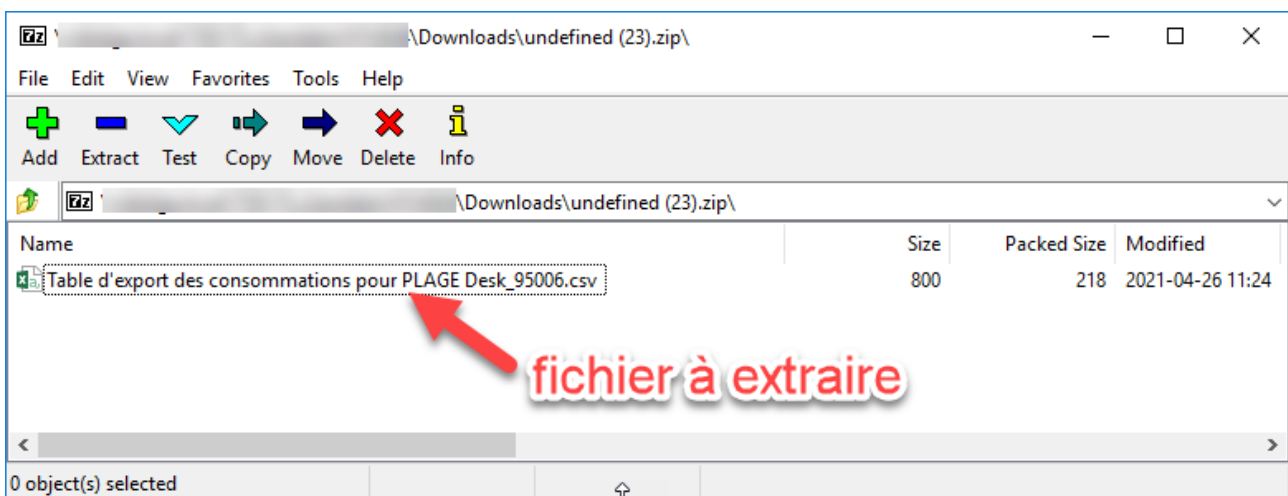 \Downloads\undefined (23).zip\
File Edit View Favorites Tools Help
Add Extract Test Copy Move Delete Info
\Downloads\undefined (23).zip\
Name Size Packed Size Modified
Table d'export des consommations pour PLAGE Desk_95006.csv 800 218 2021-04-26 11:24
fichier à extraire
0 object(s) selected